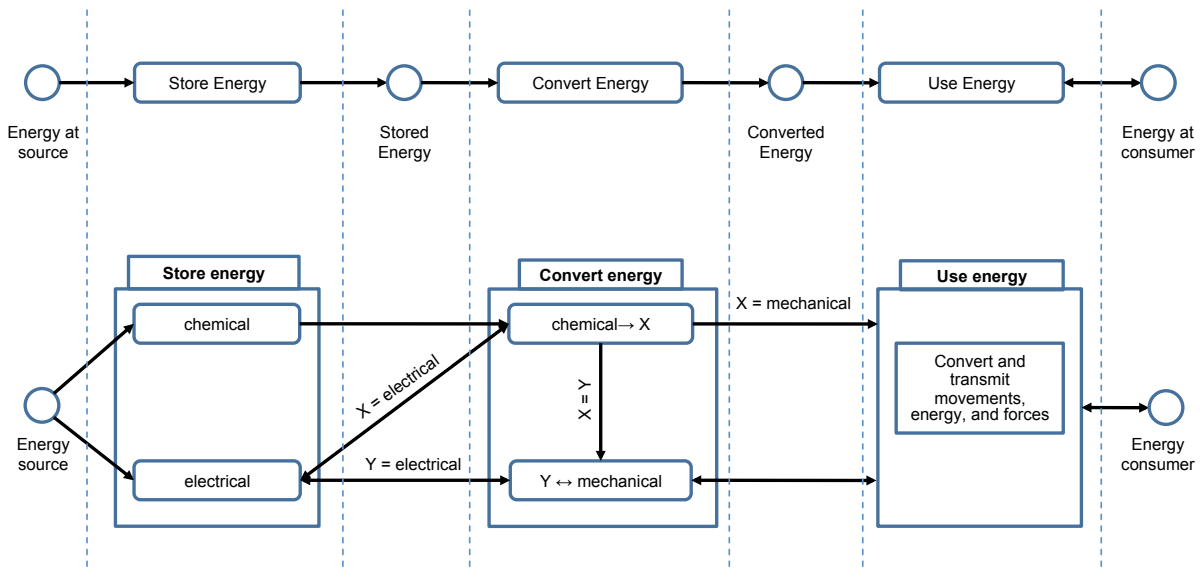 Store Energy
Convert Energy
Use Energy
Energy at
source
Stored
Energy
Converted
Energy
Energy at
consumer
Store energy
Convert energy
Use energy
X = mechanical
chemical
chemical→ X
X = electrical
X = Y
Convert and
transmit
movements,
energy, and forces
Energy
source
Energy
consumer
Y = electrical
electrical
Y ↔ mechanical